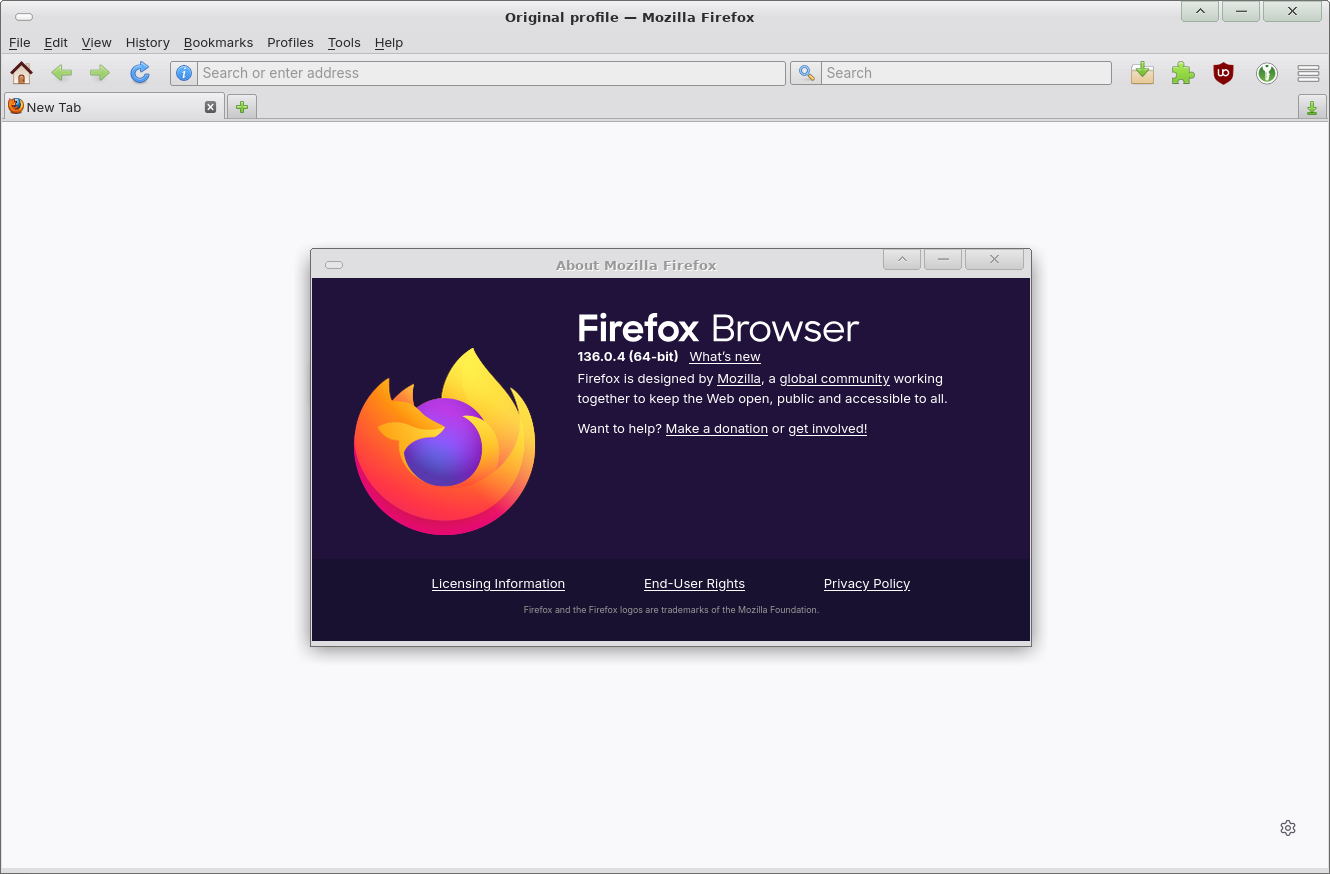 Original profile — Mozilla Firefox
File Edit View History Bookmarks Profiles Tools Help
Search or enter address Search
New Tab
About Mozilla Firefox
Firefox Browser
136.0.4 (64-bit) What's new
Firefox is designed by Mozilla, a global community working
together to keep the Web open, public and accessible to all.
Want to help? Make a donation or get involved!
Licensing Information End-User Rights Privacy Policy
Firefox and the Firefox logos are trademarks of the Mozilla Foundation.